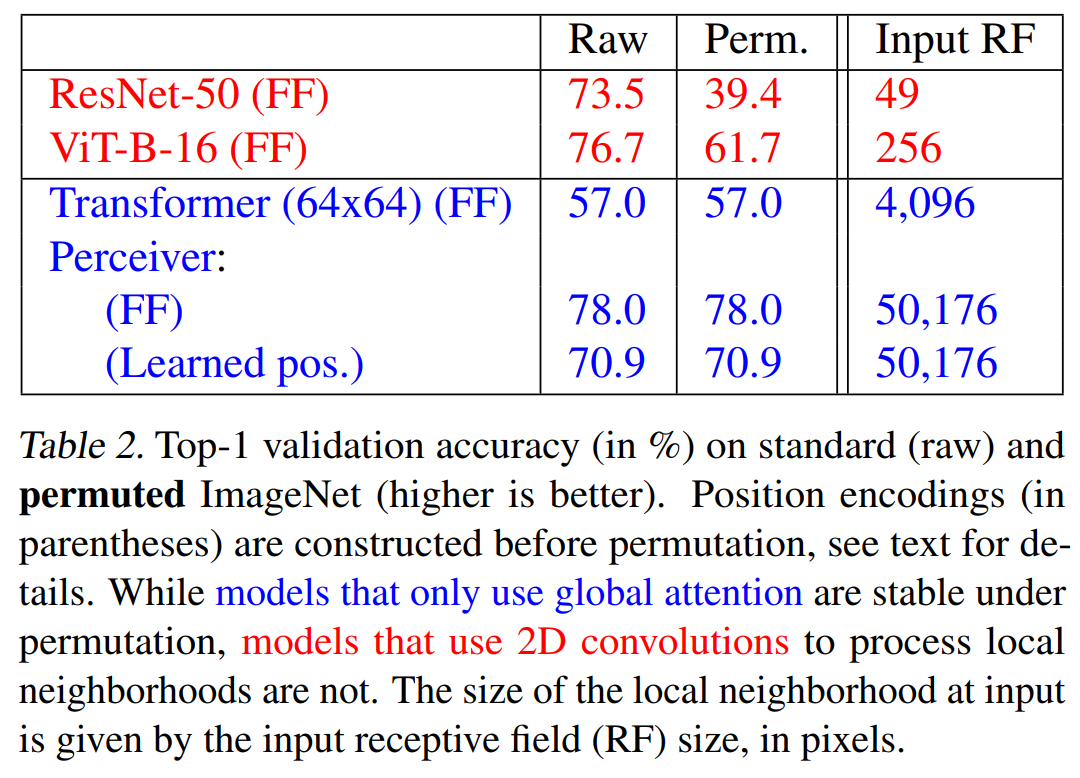 Raw Perm. Input RF
ResNet-50 (FF) 73.5 39.4 49
ViT-B-16 (FF) 76.7 61.7 256
Transformer (64x64) (FF) 57.0 57.0 4,096
Perceiver:
(FF) 78.0 78.0 50,176
(Learned pos.) 70.9 70.9 50,176
Table 2. Top-1 validation accuracy (in %) on standard (raw) and
permuted ImageNet (higher is better). Position encodings (in
parentheses) are constructed before permutation, see text for de-
tails. While models that only use global attention are stable under
permutation, models that use 2D convolutions to process local
neighborhoods are not. The size of the local neighborhood at input
is given by the input receptive field (RF) size, in pixels.